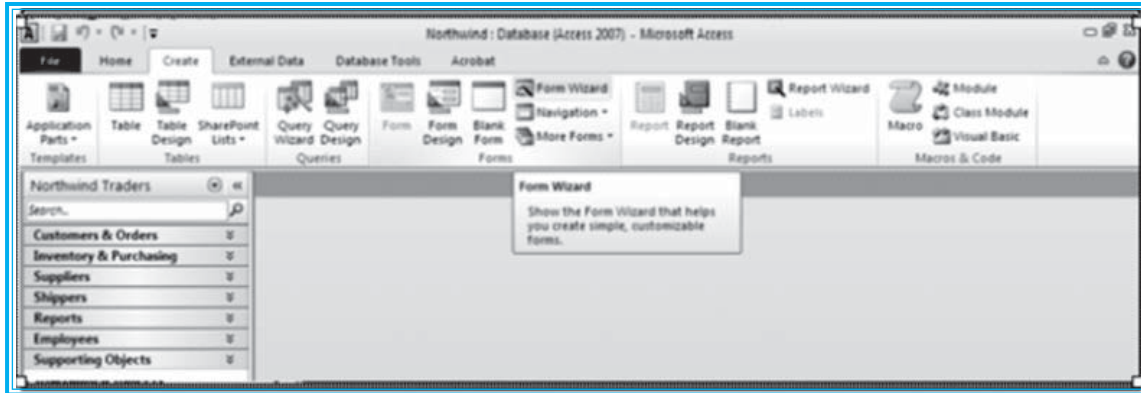 Northwind : Database (Access 2007) - Microsoft Access
File Home Create External Data Database Tools Acrobat
Application Parts Table Table Design SharePoint Lists Query Wizard Query Design Form Form Design Blank Form Form Wizard Navigation More Forms Report Report Design Blank Report Report Wizard Labels Macro Module Class Module Visual Basic
Templates Tables Queries Forms Reports Macros & Code
Northwind Traders
Search..
Customers & Orders
Inventory & Purchasing
Suppliers
Shippers
Reports
Employees
Supporting Objects
Form Wizard
Show the Form Wizard that helps
you create simple, customizable
forms.